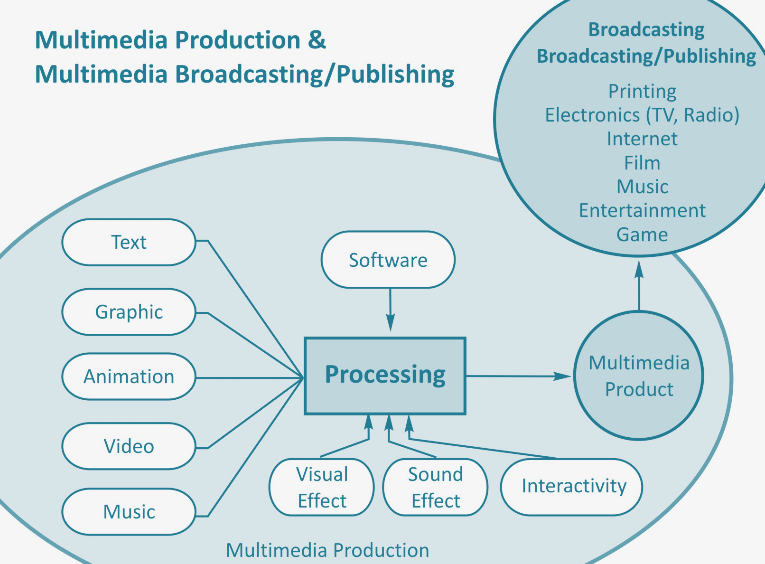 Multimedia Production &
Multimedia Broadcasting/Publishing
Broadcasting
Broadcasting/Publishing
Printing
Electronics (TV, Radio)
Internet
Film
Music
Entertainment
Game
Text
Graphic
Animation
Video
Music
Software
Processing
Visual
Effect
Sound
Effect
Interactivity
Multimedia
Product
Multimedia Production